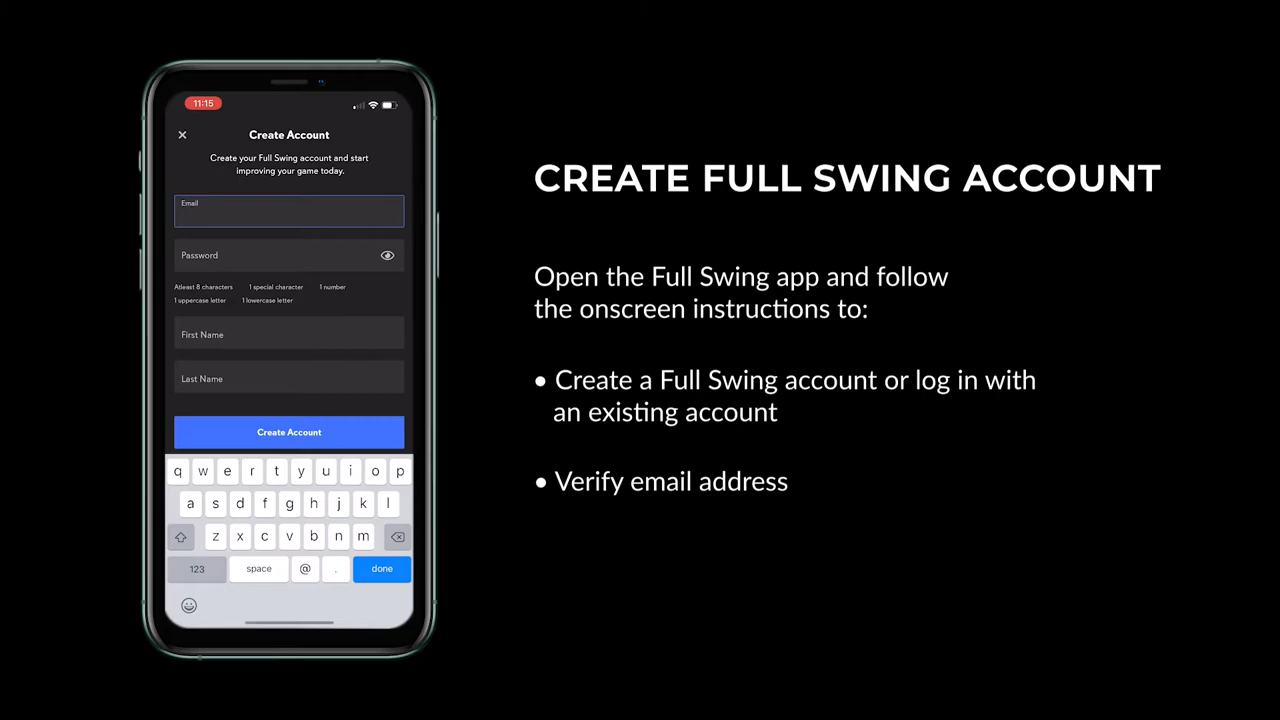 11:15
Create Account
Create your Full Swing account and start
improving your game today.
Email
Password
Atleast 8 characters 1 special character 1 number
1 uppercase letter 1 lowercase letter
First Name
Last Name
Create Account
q w e r t y u i o p
a s d f g h j k l
z x c v b n m
123 space @ . done
CREATE FULL SWING ACCOUNT
Open the Full Swing app and follow
the onscreen instructions to:
• Create a Full Swing account or log in with
an existing account
• Verify email address